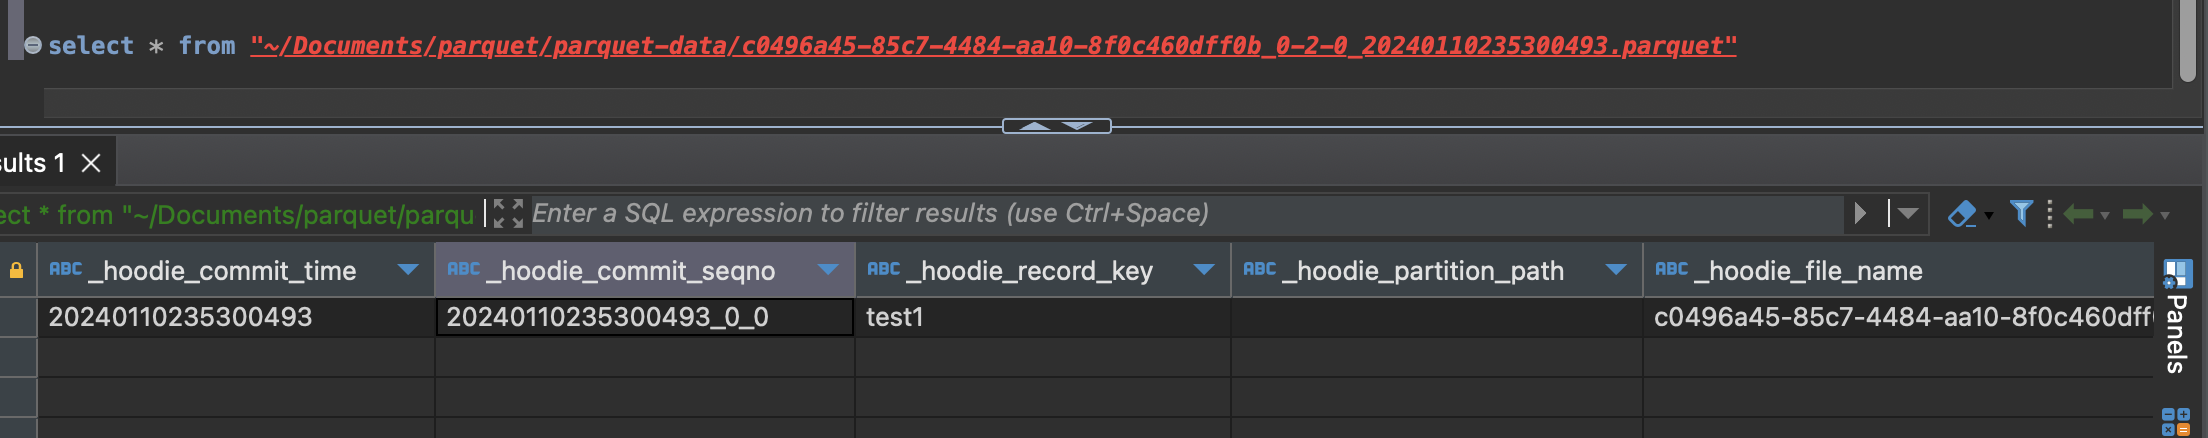 select * from "~/Documents/parquet/parquet-data/c0496a45-85c7-4484-aa10-8f0c460dff0b_0-2-0_20240110235300493.parquet"
sults 1
ect * from "~/Documents/parquet/parqu Enter a SQL expression to filter results (use Ctrl+Space)
ABC _hoodie_commit_time ABC _hoodie_commit_seqno ABC _hoodie_record_key ABC _hoodie_partition_path ABC _hoodie_file_name
20240110235300493 20240110235300493_0_0 test1 c0496a45-85c7-4484-aa10-8f0c460dff
Panels